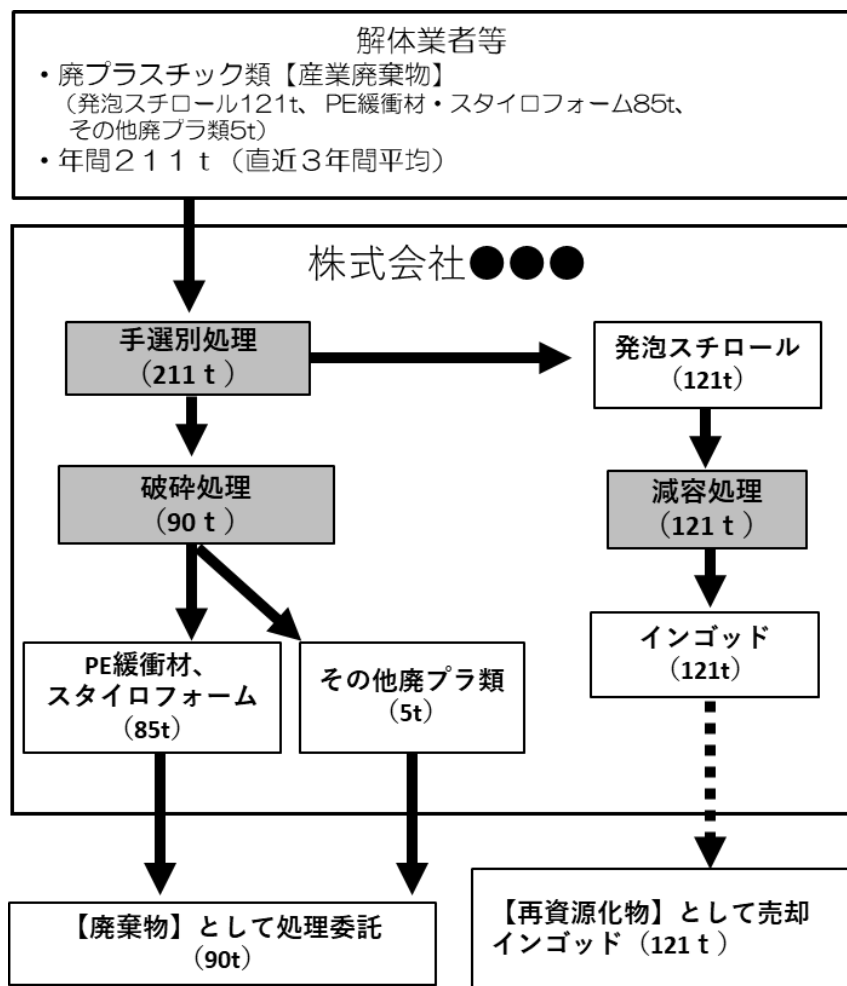 解体業者等
・廃プラスチック類【産業廃棄物】
（発泡スチロール121t、 PE緩衝材・スタイロフォーム85t、
その他廃プラ類5t）
・年間２１１ｔ（直近３年間平均）
株式会社●●●
手選別処理
（211ｔ）
発泡スチロール
（121t）
破砕処理
（90ｔ）
減容処理
（121ｔ）
PE緩衝材、
スタイロフォーム
（85t）
その他廃プラ類
（5t）
インゴッド
（121t）
【廃棄物】として処理委託
（90t）
【再資源化物】として売却
インゴッド（121ｔ）